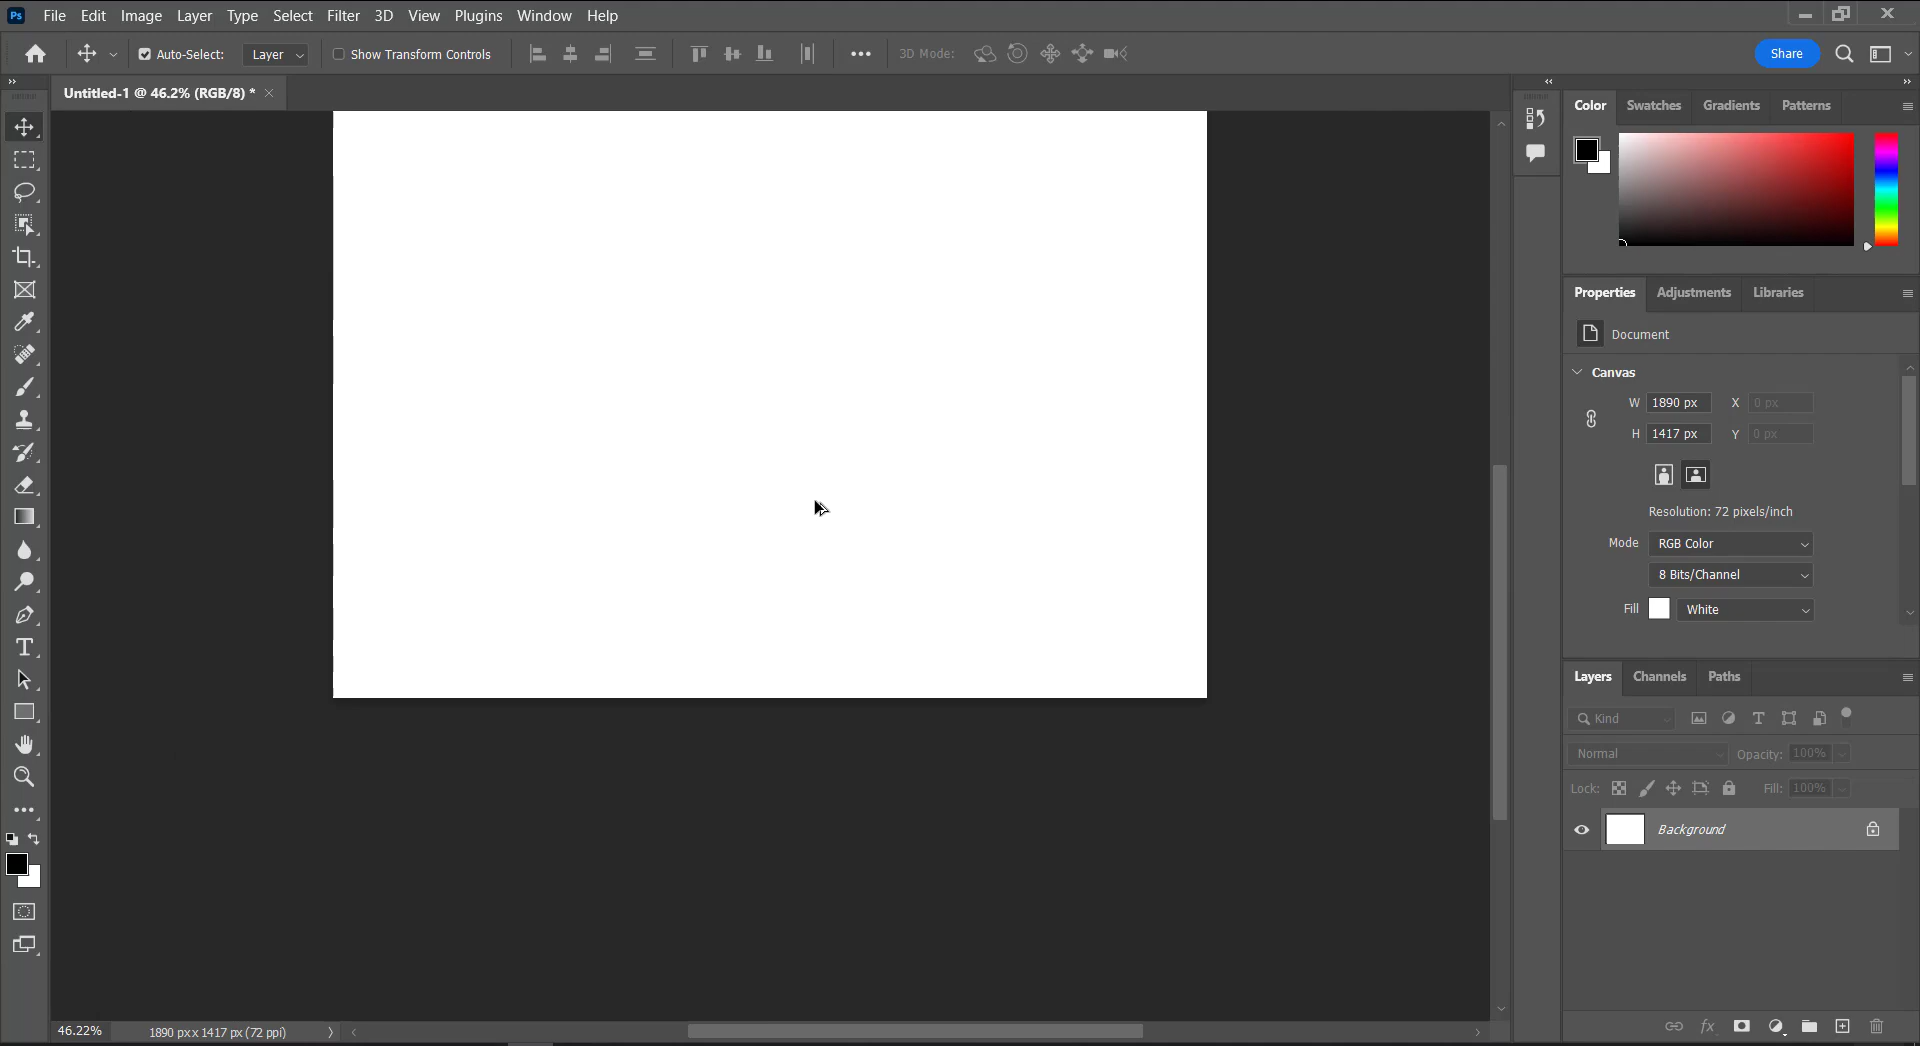 Ps File Edit Image Layer Type Select Filter 3D View Plugins Window Help
Auto-Select: Layer Show Transform Controls 3D Mode: Share
Untitled-1 @ 46.2% (RGB/8) *
Color Swatches Gradients Patterns
Properties Adjustments Libraries
Document
Canvas
W 1890 px X 0 px
H 1417 px Y 0 px
Resolution: 72 pixels/inch
Mode RGB Color
8 Bits/Channel
Fill White
Layers Channels Paths
Kind
Normal Opacity: 100%
Lock: Fill: 100%
Background
46.22% 1890 px x 1417 px (72 ppi)